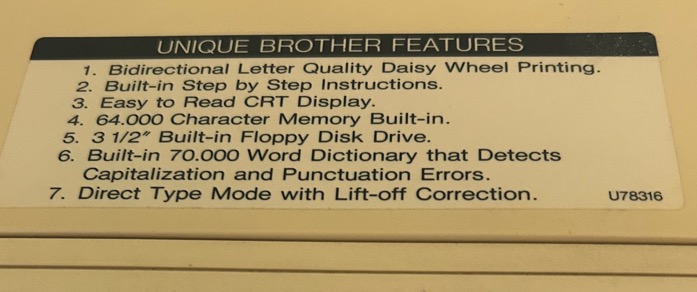 UNIQUE BROTHER FEATURES
1. Bidirectional Letter Quality Daisy Wheel Printing.
2. Built-in Step by Step Instructions.
3. Easy to Read CRT Display.
4. 64.000 Character Memory Built-in.
5. 3 1/2″ Built-in Floppy Disk Drive.
6. Built-in 70.000 Word Dictionary that Detects
Capitalization and Punctuation Errors.
7. Direct Type Mode with Lift-off Correction. U78316